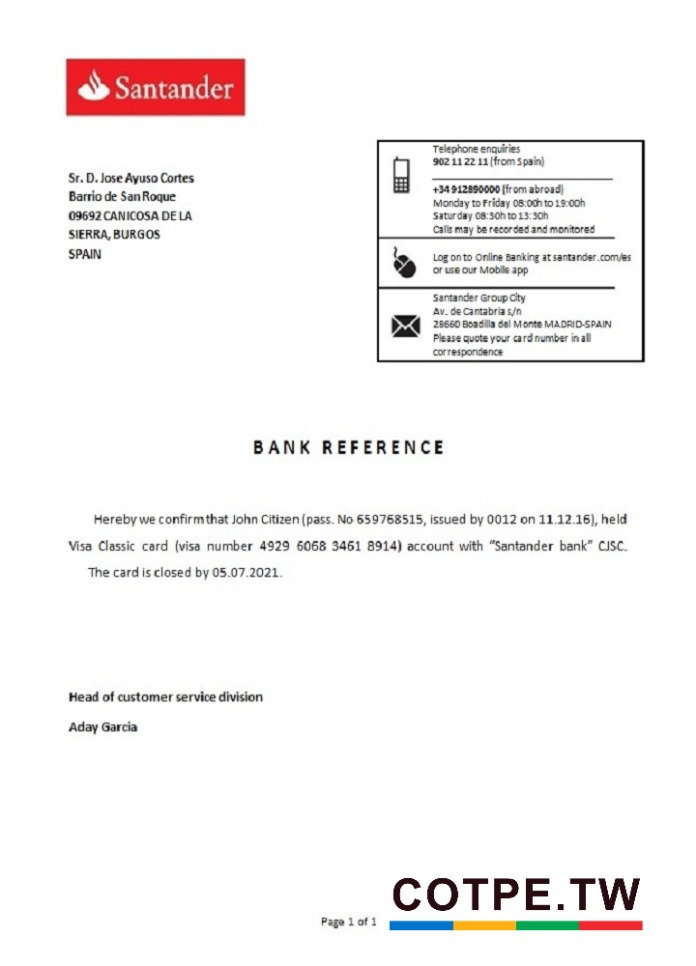 Santander
Sr. D. Jose Ayuso Cortes
Barrio de San Roque
09692 CANICOSA DE LA
SIERRA, BURGOS
SPAIN
Telephone enquiries
902 11 22 11 (from Spain)
+34 912890000 (from abroad)
Monday to Friday 08:00h to 19:00h
Saturday 08:30h to 13:30h
Calls may be recorded and monitored
Log on to Online Banking at santander.com/es
or use our Mobile app
Santander Group City
Av. de Cantabria s/n
28660 Boadilla del Monte MADRID-SPAIN
Please quote your card number in all
correspondence
BANK REFERENCE
Hereby we confirm that John Citizen (pass. No 659768515, issued by 0012 on 11.12.16), held
Visa Classic card (visa number 4929 6068 3461 8914) account with "Santander bank" CJSC.
The card is closed by 05.07.2021.
Head of customer service division
Aday Garcia
Page 1 of 1
COTPE.TW